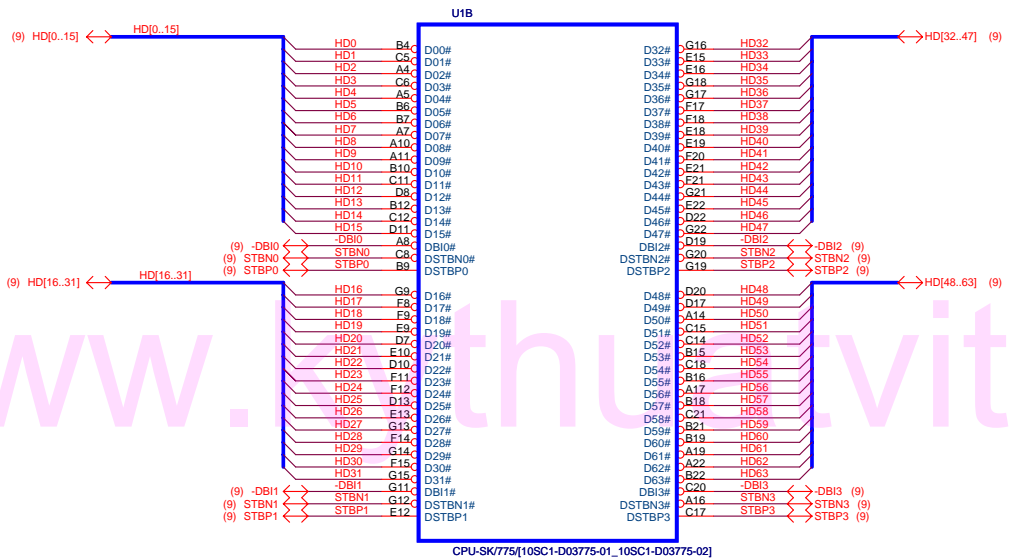 U1B
(9) HD[0..15] HD[0..15] HD[32..47] (9)
HD0 B4 D00# D32# G16 HD32
HD1 C5 D01# D33# E15 HD33
HD2 A4 D02# D34# E16 HD34
HD3 C6 D03# D35# G18 HD35
HD4 A5 D04# D36# G17 HD36
HD5 B6 D05# D37# F17 HD37
HD6 B7 D06# D38# F18 HD38
HD7 A7 D07# D39# E18 HD39
HD8 A10 D08# D40# E19 HD40
HD9 A11 D09# D41# F20 HD41
HD10 B10 D10# D42# E21 HD42
HD11 C11 D11# D43# F21 HD43
HD12 D8 D12# D44# G21 HD44
HD13 B12 D13# D45# E22 HD45
HD14 C12 D14# D46# D22 HD46
HD15 D11 D15# D47# G22 HD47
(9) -DBI0 -DBI0 A8 DBI0# DBI2# D19 -DBI2 -DBI2 (9)
(9) STBN0 STBN0 C8 DSTBN0# DSTBN2# G20 STBN2 STBN2 (9)
(9) STBP0 STBP0 B9 DSTBP0 DSTBP2 G19 STBP2 STBP2 (9)
(9) HD[16..31] HD[16..31] HD[48..63] (9)
HD16 G9 D16# D48# D20 HD48
HD17 F8 D17# D49# D17 HD49
HD18 F9 D18# D50# A14 HD50
HD19 E9 D19# D51# C15 HD51
HD20 D7 D20# D52# C14 HD52
HD21 E10 D21# D53# B15 HD53
HD22 D10 D22# D54# C18 HD54
HD23 F11 D23# D55# B16 HD55
HD24 F12 D24# D56# A17 HD56
HD25 D13 D25# D57# B18 HD57
HD26 E13 D26# D58# C21 HD58
HD27 G13 D27# D59# B21 HD59
HD28 F14 D28# D60# B19 HD60
HD29 G14 D29# D61# A19 HD61
HD30 F15 D30# D62# A22 HD62
HD31 G15 D31# D63# B22 HD63
(9) -DBI1 -DBI1 G11 DBI1# DBI3# C20 -DBI3 -DBI3 (9)
(9) STBN1 STBN1 G12 DSTBN1# DSTBN3# A16 STBN3 STBN3 (9)
(9) STBP1 STBP1 E12 DSTBP1 DSTBP3 C17 STBP3 STBP3 (9)
CPU-SK/775/[10SC1-D03775-01_10SC1-D03775-02]
ww.kythuatvit